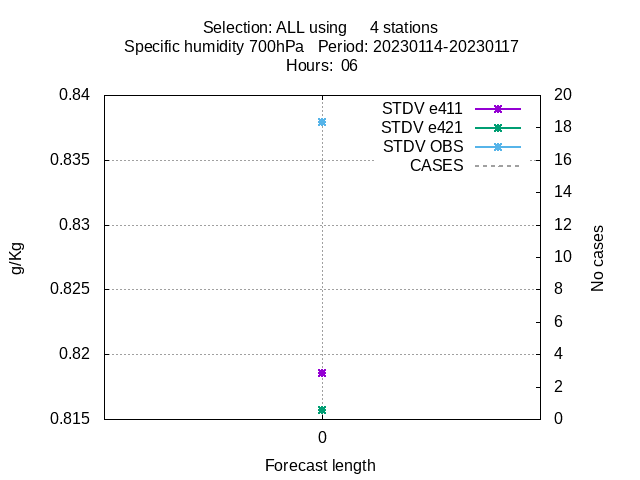 Selection: ALL using 4 stations
Specific humidity 700hPa Period: 20230114-20230117
Hours: 06
0.84
0.835
0.83
0.825
0.82
0.815
20
18
16
14
12
10
8
6
4
2
0
STDV e411
STDV e421
STDV OBS
CASES
g/Kg
No cases
0
Forecast length